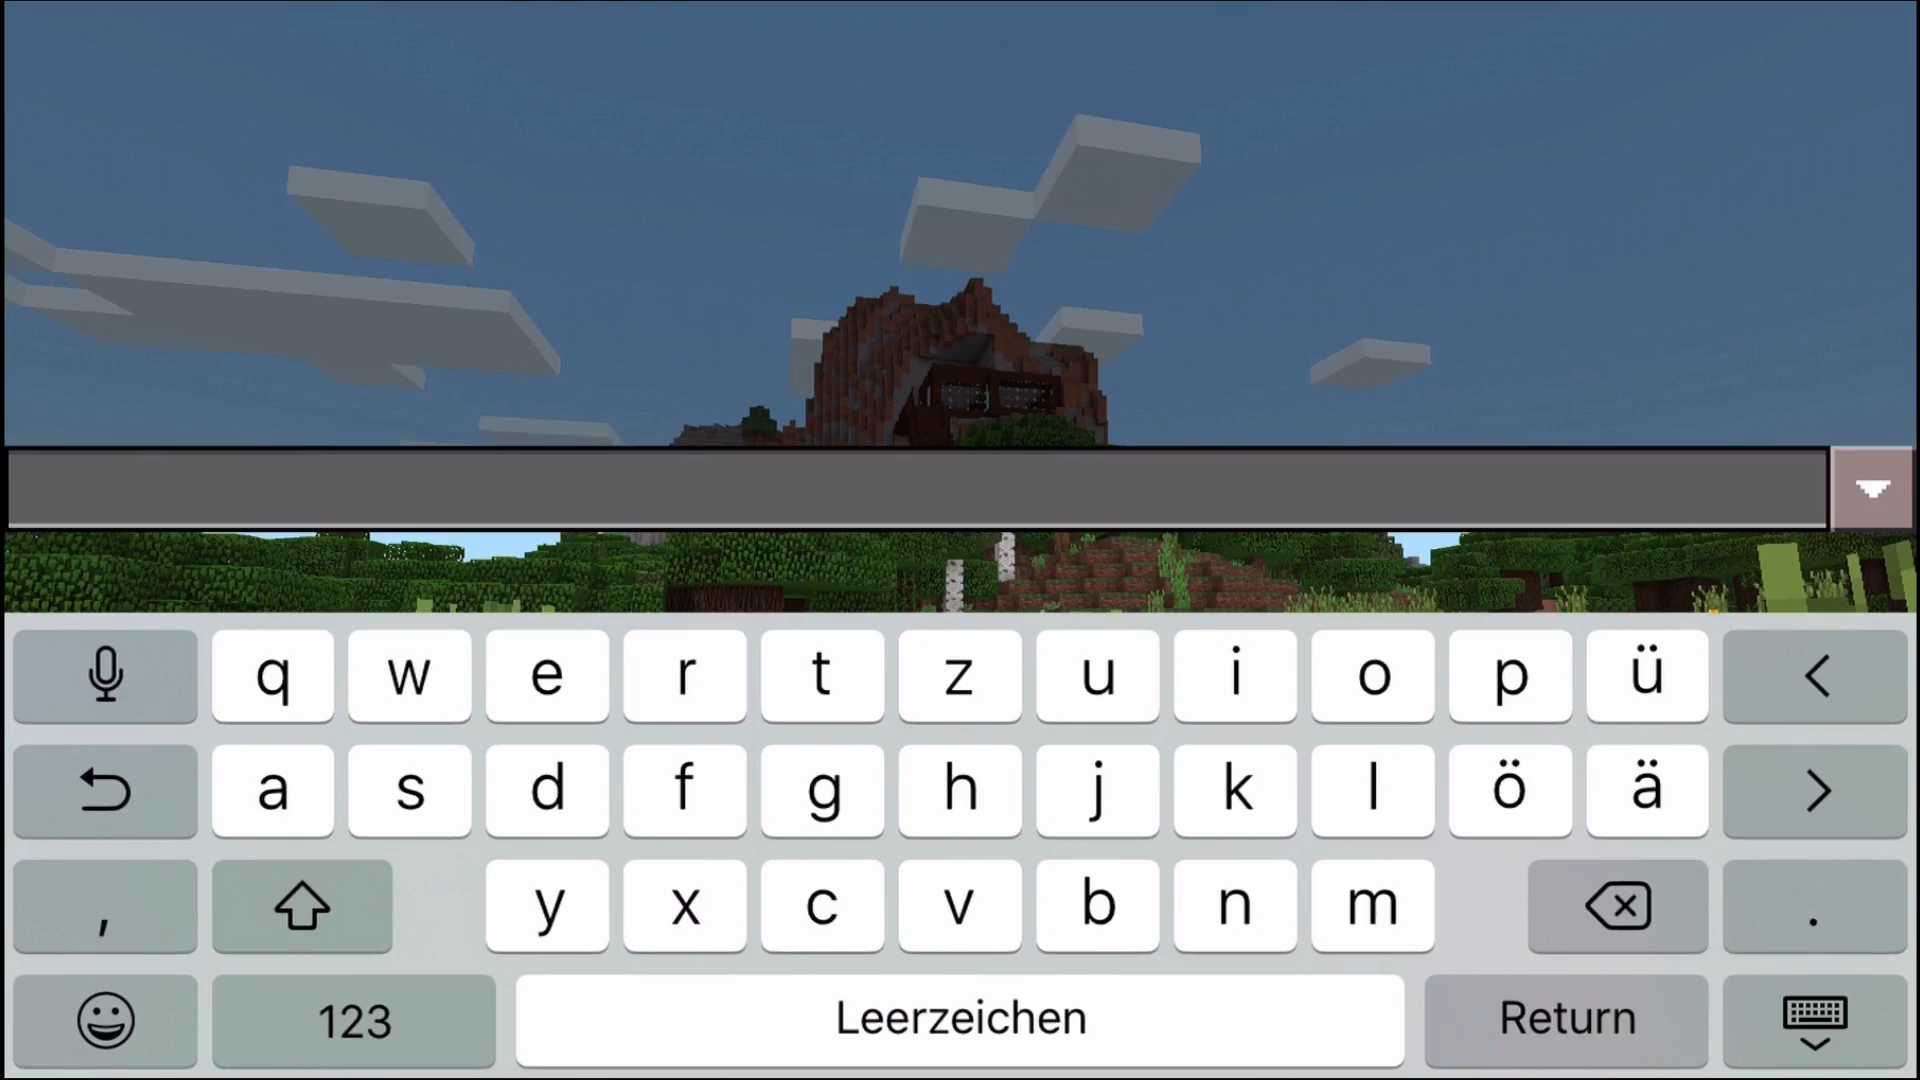 q w e r t z u i o p ü
a s d f g h j k l ö ä
, y x c v b n m .
123 Leerzeichen Return